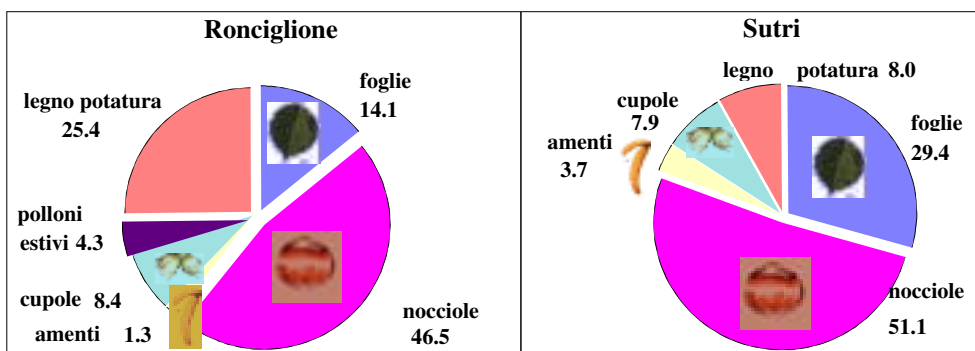 Ronciglione
foglie
14.1
legno potatura
25.4
polloni
estivi 4.3
cupole 8.4
amenti 1.3
nocciole
46.5
Sutri
legno potatura 8.0
cupole
7.9
amenti
3.7
foglie
29.4
nocciole
51.1